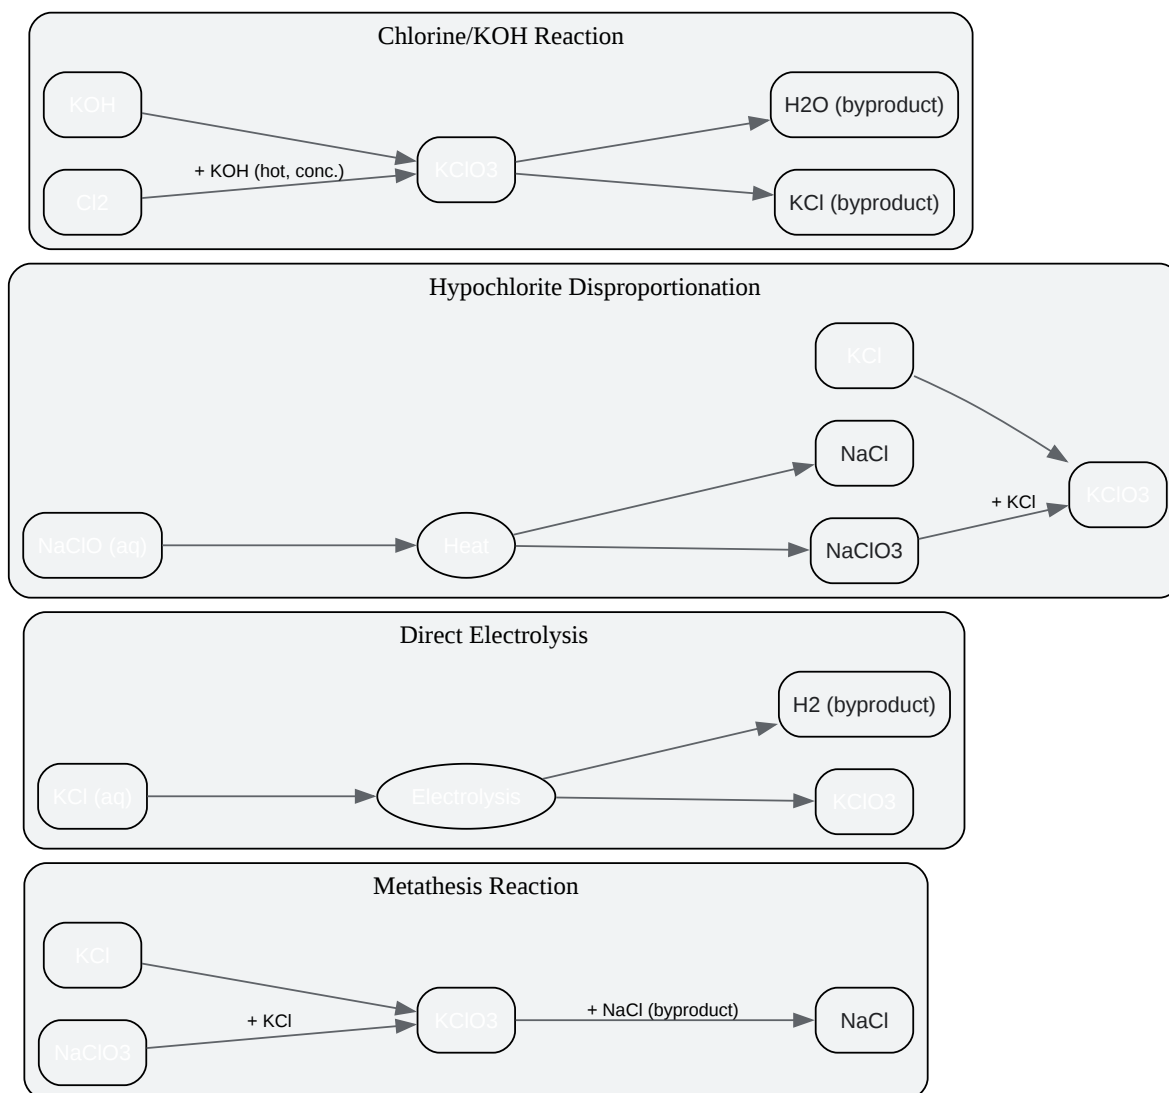 Chlorine/KOH Reaction
KOH
H2O (byproduct)
+ KOH (hot, conc.)
KClO3
Cl2
KCl (byproduct)
Hypochlorite Disproportionation
KCl
NaCl
KClO3
+ KCl
NaClO (aq)
Heat
NaClO3
Direct Electrolysis
H2 (byproduct)
KCl (aq)
Electrolysis
KClO3
Metathesis Reaction
KCl
+ KCl
KClO3
+ NaCl (byproduct)
NaCl
NaClO3